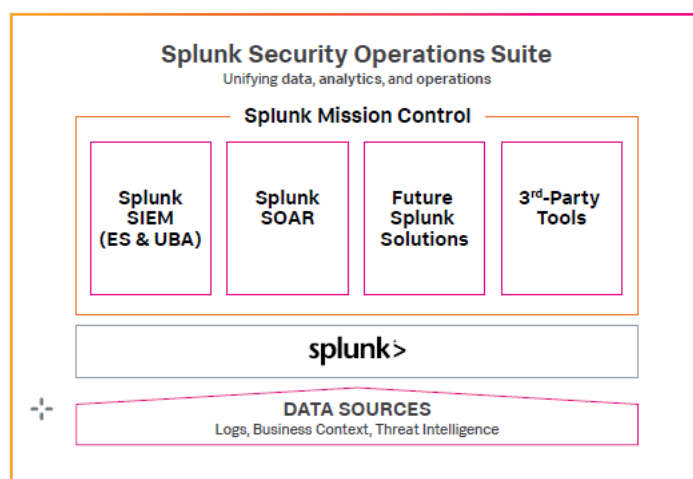 Splunk Security Operations Suite
Unifying data, analytics, and operations
Splunk Mission Control
Splunk
SIEM
(ES & UBA)
Splunk
SOAR
Future
Splunk
Solutions
3rd-Party
Tools
splunk>
DATA SOURCES
Logs, Business Context, Threat Intelligence